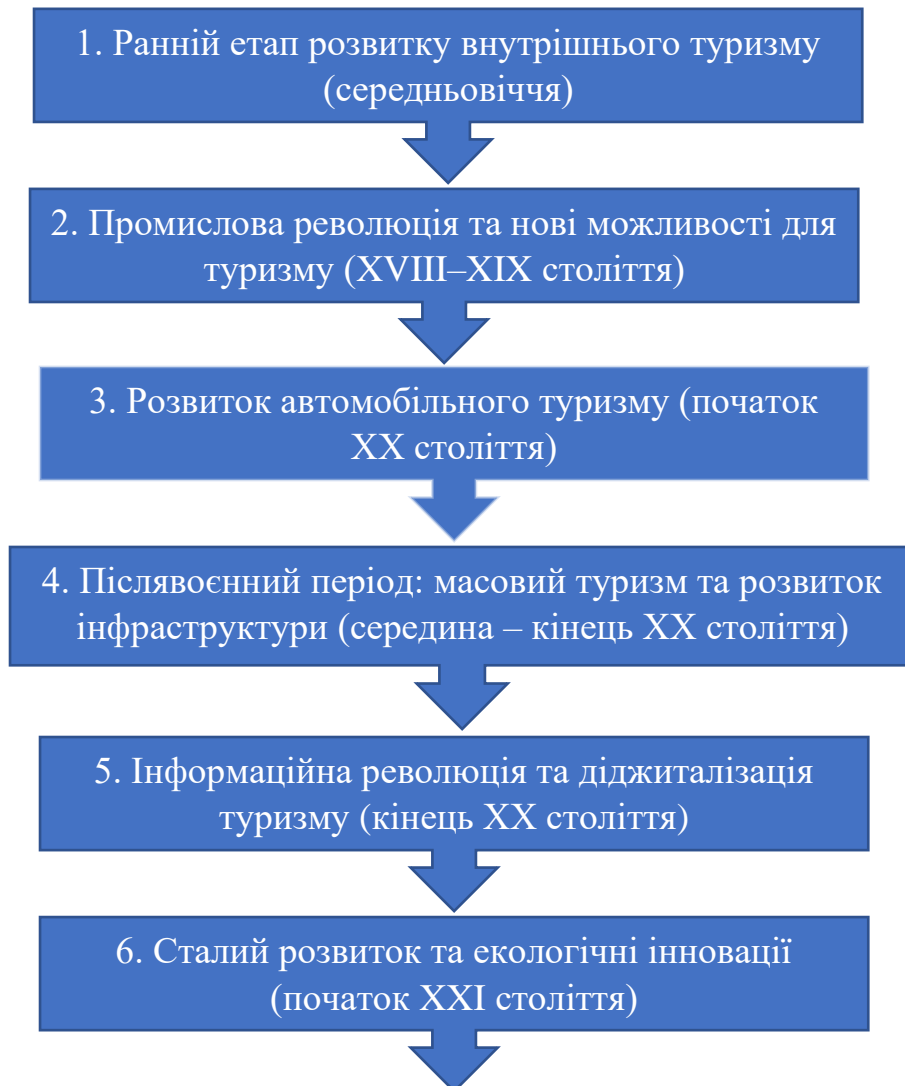 1. Ранній етап розвитку внутрішнього туризму
(середньовіччя)
2. Промислова революція та нові можливості для
туризму (XVIII–XIX століття)
3. Розвиток автомобільного туризму (початок
XX століття)
4. Післявоєнний період: масовий туризм та розвиток
інфраструктури (середина – кінець XX століття)
5. Інформаційна революція та діджиталізація
туризму (кінець XX століття)
6. Сталий розвиток та екологічні інновації
(початок XXI століття)